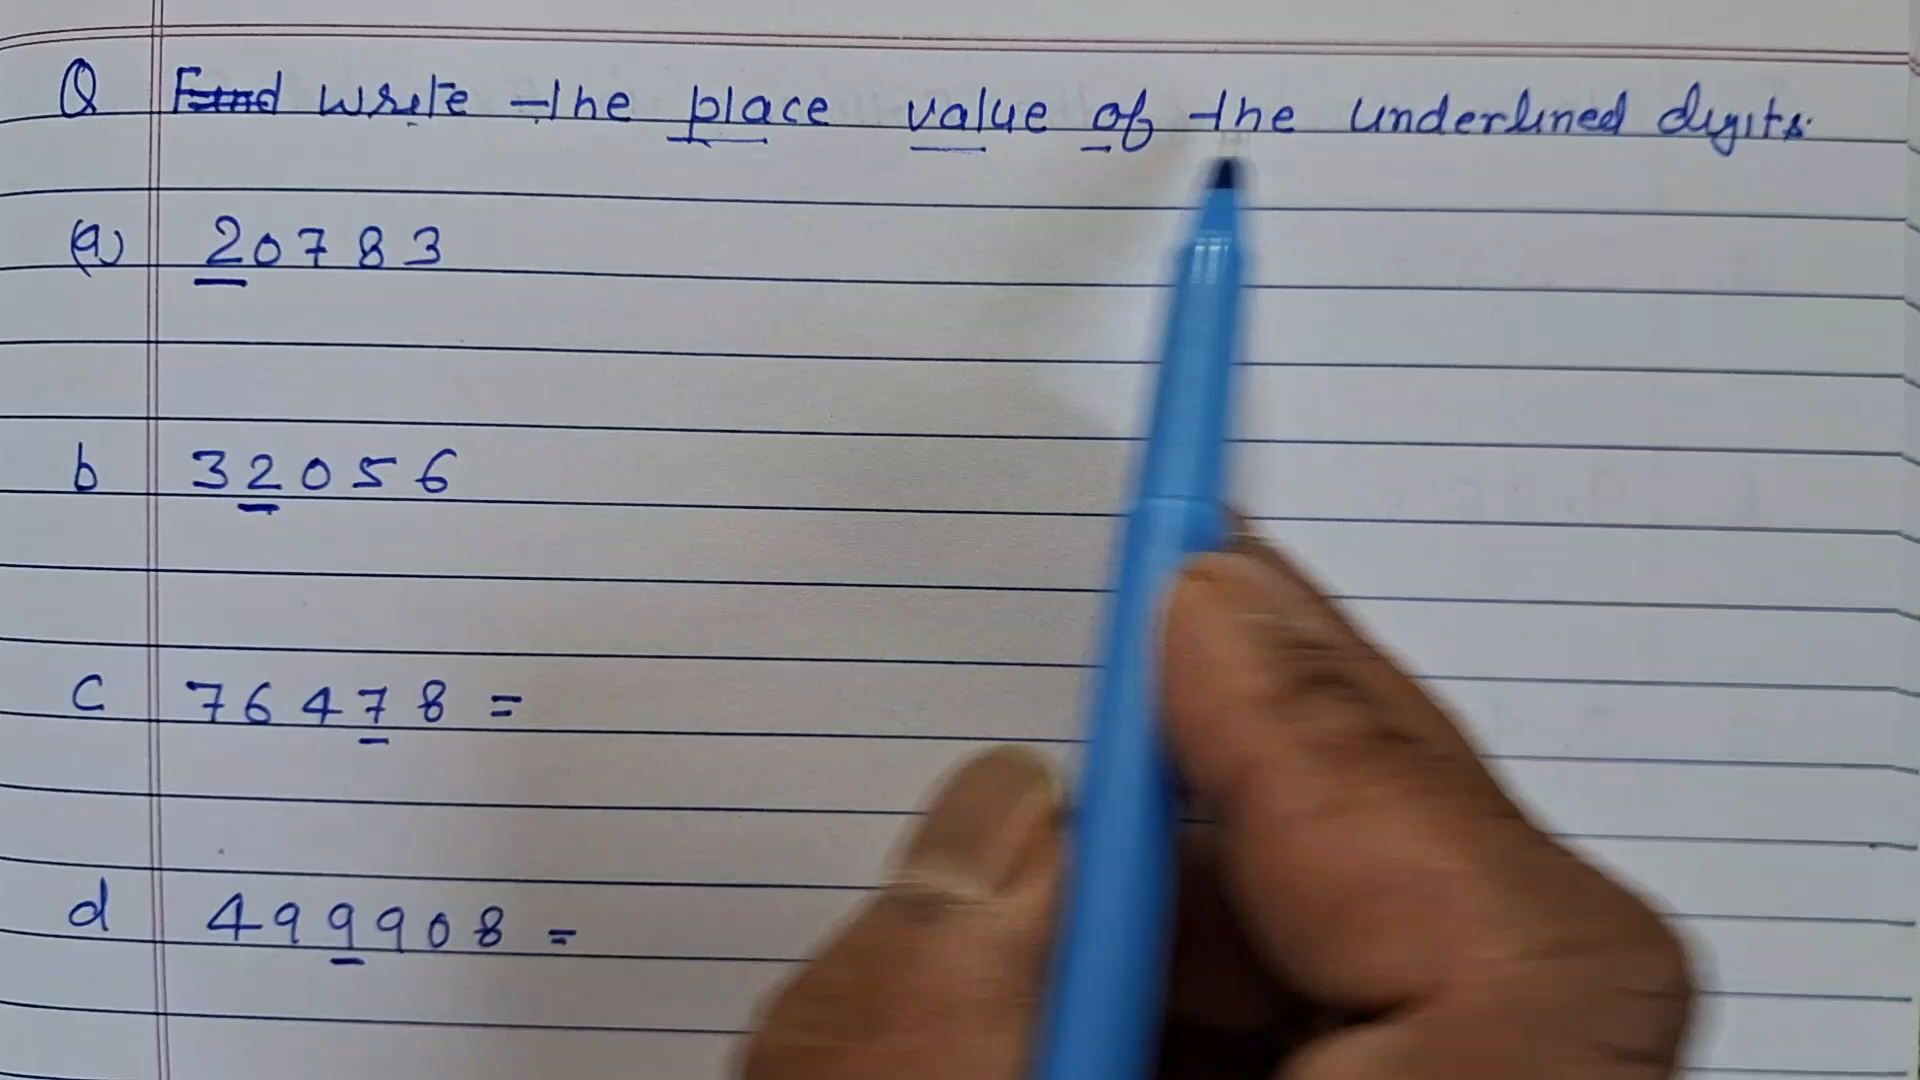 Q Find write the place value of the underlined digits.
(a) 20783
b 32056
c 76478 =
d 499908 =